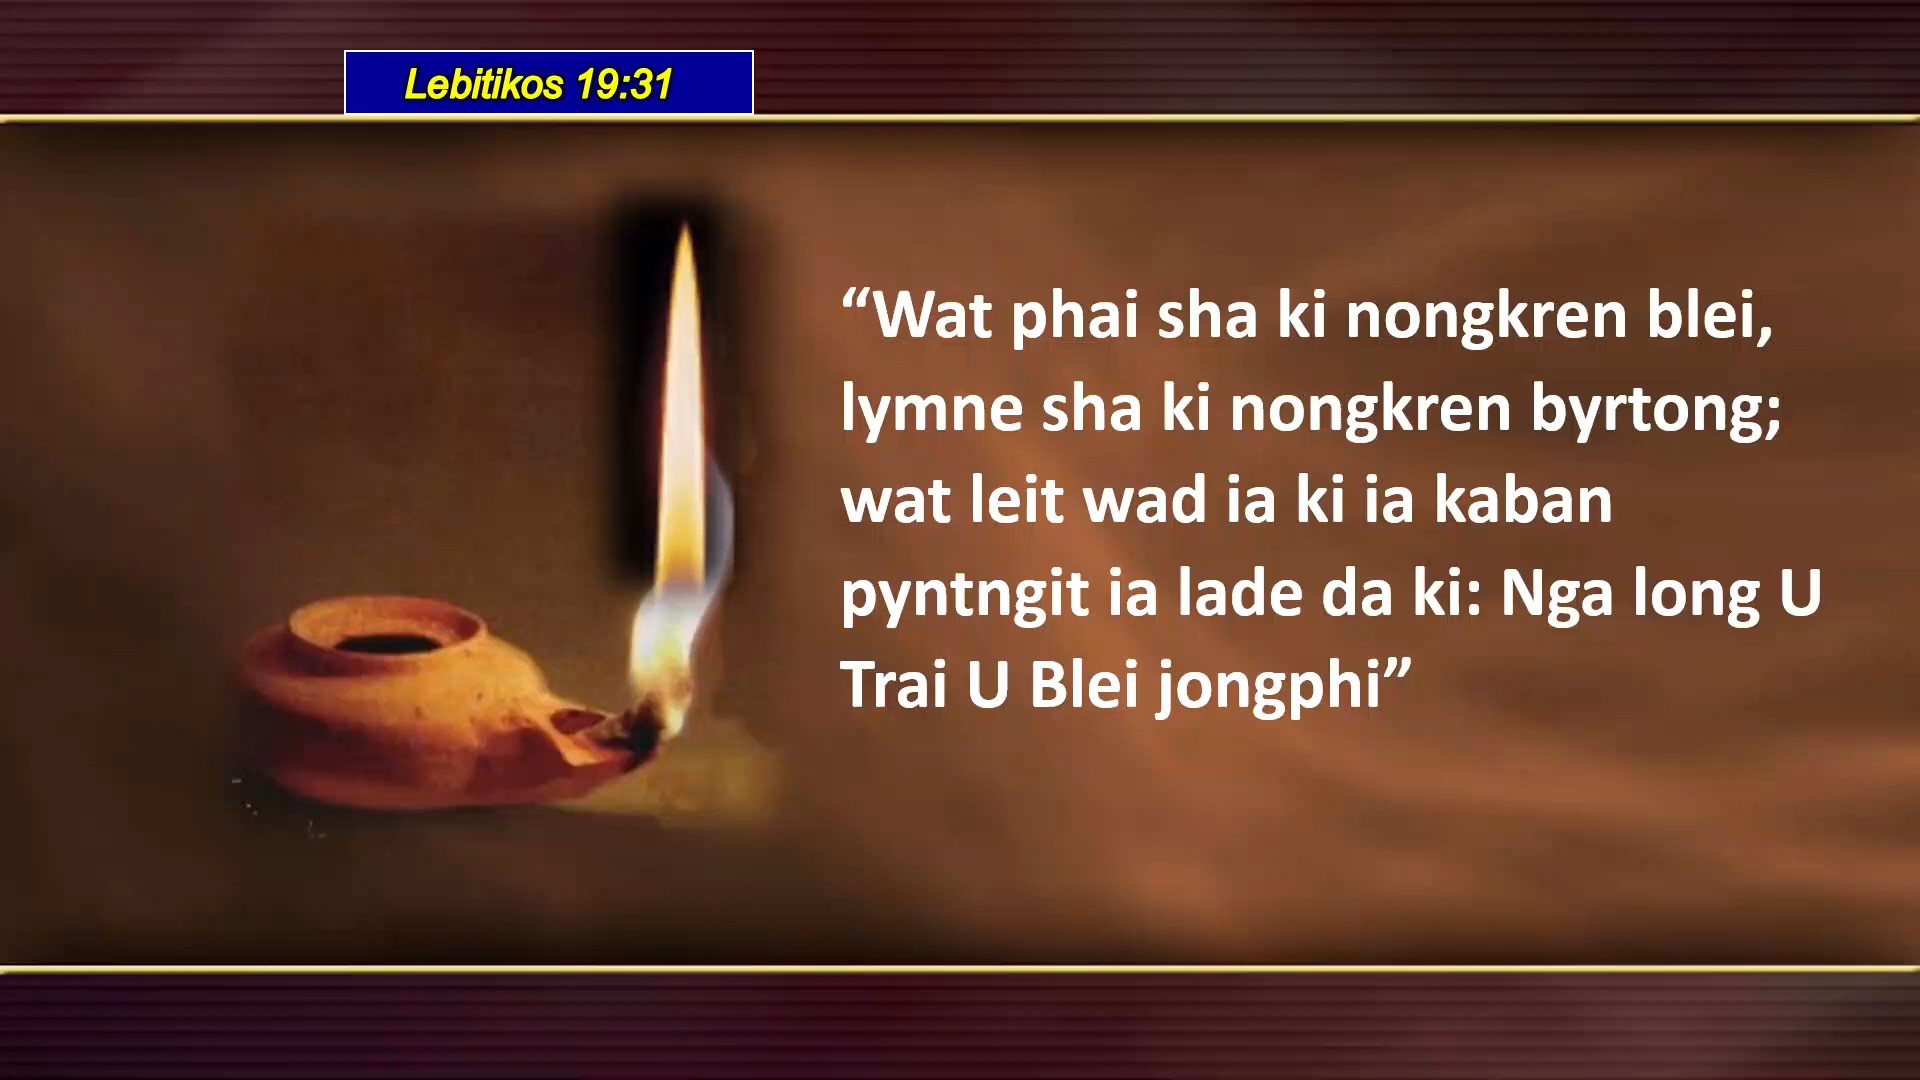 Lebitikos 19:31
“Wat phai sha ki nongkren blei,
lymne sha ki nongkren byrtong;
wat leit wad ia ki ia kaban
pyntngit ia lade da ki: Nga long U
Trai U Blei jongphi”